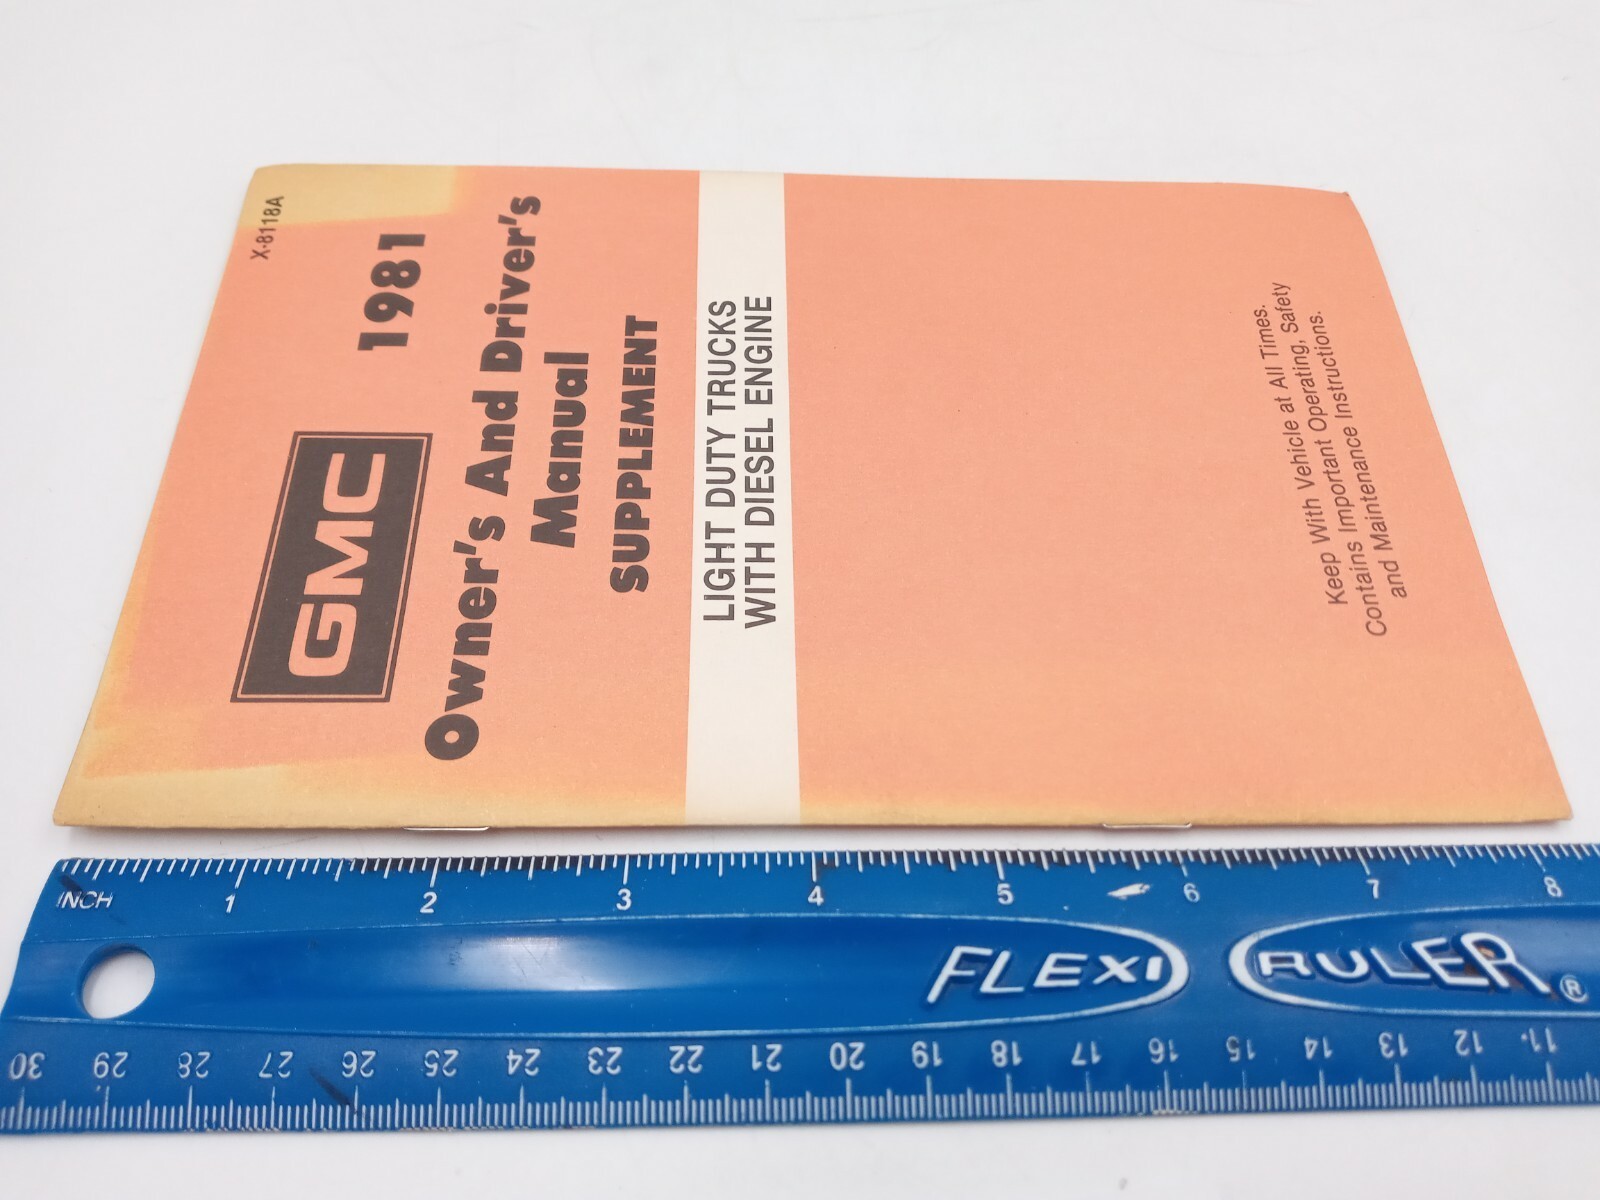 X-8118A
GMC
1981
Owner's And Driver's
Manual
SUPPLEMENT
LIGHT DUTY TRUCKS
WITH DIESEL ENGINE
Keep With Vehicle at All Times.
Contains Important Operating, Safety
and Maintenance Instructions.
INCH 1 2 3 4 5 6 7 8
FLEXI RULER®
30 29 28 27 26 25 24 23 22 21 20 19 18 17 16 15 14 13 12 11